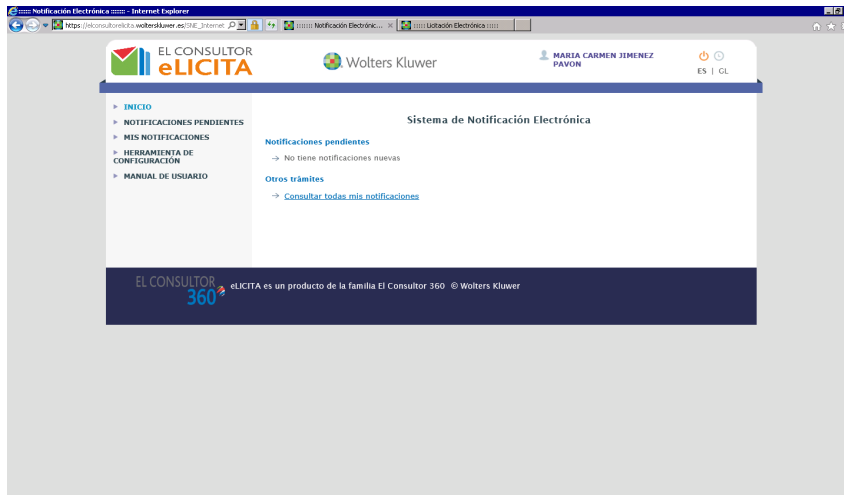 :::::: Notificación Electrónica :::::: - Internet Explorer
https://elconsultorelicita.wolterskluwer.es/SNE_Internet
:::::: Notificación Electrónic...
::::: Licitación Electrónica :::::
EL CONSULTOR
eLICITA
Wolters Kluwer
MARIA CARMEN JIMENEZ
PAVON
ES | GL
INICIO
NOTIFICACIONES PENDIENTES
MIS NOTIFICACIONES
HERRAMIENTA DE
CONFIGURACIÓN
MANUAL DE USUARIO
Sistema de Notificación Electrónica
Notificaciones pendientes
No tiene notificaciones nuevas
Otros trámites
Consultar todas mis notificaciones
EL CONSULTOR
360
eLICITA es un producto de la familia El Consultor 360 © Wolters Kluwer